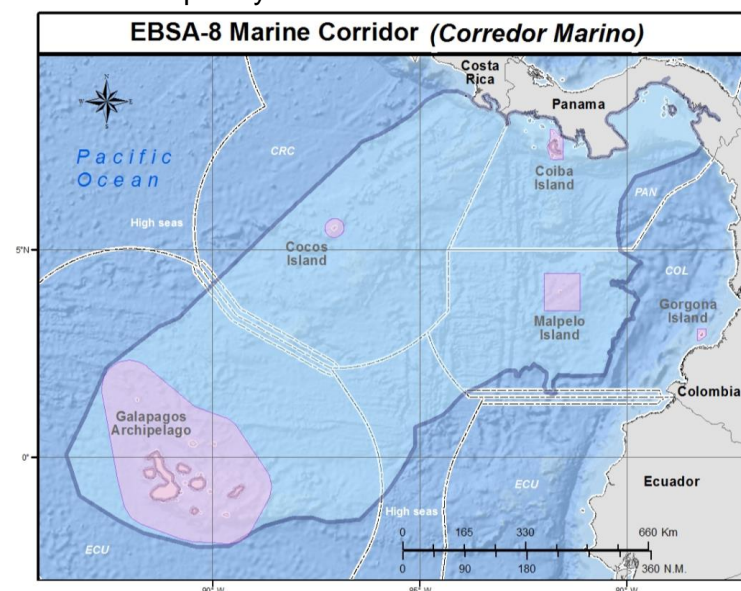 EBSA-8 Marine Corridor (Corredor Marino)
Costa
Rica
Panama
N
W
E
S
CRC
Pacific
Ocean
Coiba
Island
PAN
High seas
Cocos
Island
5°N
COL
Malpelo
Island
Gorgona
Island
Colombia
Galapagos
Archipelago
0°
Ecuador
ECU
High seas
0 165 330 660 Km
ECU
0 90 180 360 N.M.